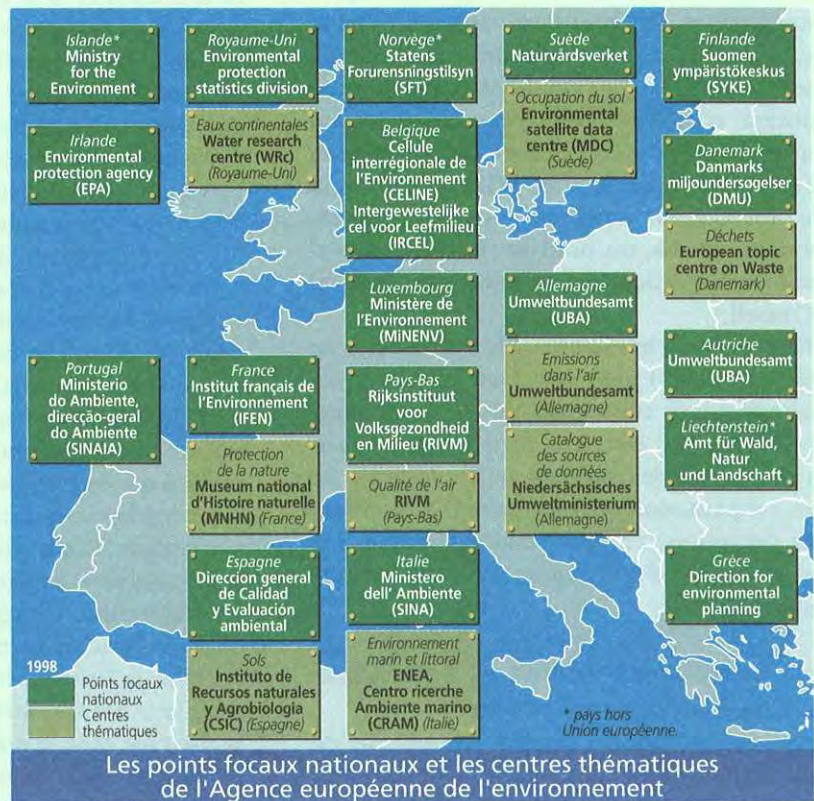 Islande*
Ministry
for the
Environment
Royaume-Uni
Environmental
protection
statistics division
Norvège*
Statens
Forurensningstilsyn
(SFT)
Suède
Naturvårdsverket
Finlande
Suomen
ympäristökeskus
(SYKE)
Irlande
Environmental
protection agency
(EPA)
Eaux continentales
Water research
centre (WRc)
(Royaume-Uni)
Belgique
Cellule
interrégionale de
l'Environnement
(CELINE)
Intergewestelijke
cel voor Leefmilieu
(IRCEL)
Occupation du sol
Environmental
satellite data
centre (MDC)
(Suède)
Danemark
Danmarks
miljøundersøgelser
(DMU)
Déchets
European topic
centre on Waste
(Danemark)
Luxembourg
Ministère de
l'Environnement
(MiNENV)
Allemagne
Umweltbundesamt
(UBA)
Portugal
Ministerio
do Ambiente,
direcção-geral
do Ambiente
(SINAIA)
France
Institut français de
l'Environnement
(IFEN)
Pays-Bas
Rijksinstituut
voor
Volksgezondheid
en Milieu (RIVM)
Emissions
dans l'air
Umweltbundesamt
(Allemagne)
Autriche
Umweltbundesamt
(UBA)
Protection
de la nature
Museum national
d'Histoire naturelle
(MNHN) (France)
Qualité de l'air
RIVM
(Pays-Bas)
Catalogue
des sources
de données
Niedersächsisches
Umweltministerium
(Allemagne)
Liechtenstein*
Amt für Wald,
Natur
und Landschaft
Espagne
Direccion general
de Calidad
y Evaluación
ambiental
Italie
Ministero
dell' Ambiente
(SINA)
Grèce
Direction for
environmental
planning
Sols
Instituto de
Recursos naturales
y Agrobiologia
(CSIC) (Espagne)
Environnement
marin et littoral
ENEA,
Centro ricerche
Ambiente marino
(CRAM) (Italie)
1998
Points focaux
nationaux
Centres
thématiques
* pays hors
Union européenne.
Les points focaux nationaux et les centres thématiques
de l'Agence européenne de l'environnement